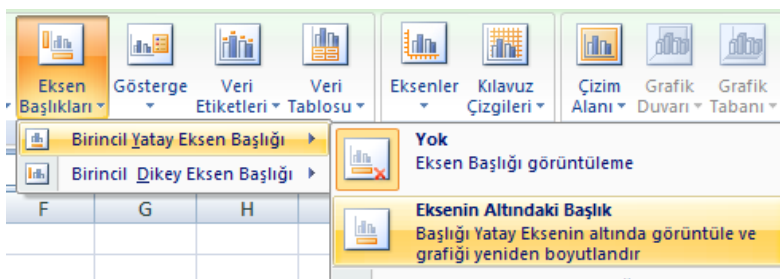 Eksen Başlıkları
Gösterge
Veri Etiketleri
Veri Tablosu
Eksenler
Kılavuz Çizgileri
Çizim Alanı
Grafik Duvarı
Grafik Tabanı
Birincil Yatay Eksen Başlığı
Birincil Dikey Eksen Başlığı
Yok
Eksen Başlığı görüntüleme
Eksenin Altındaki Başlık
Başlığı Yatay Eksenin altında görüntüle ve
grafiği yeniden boyutlandır
F G H